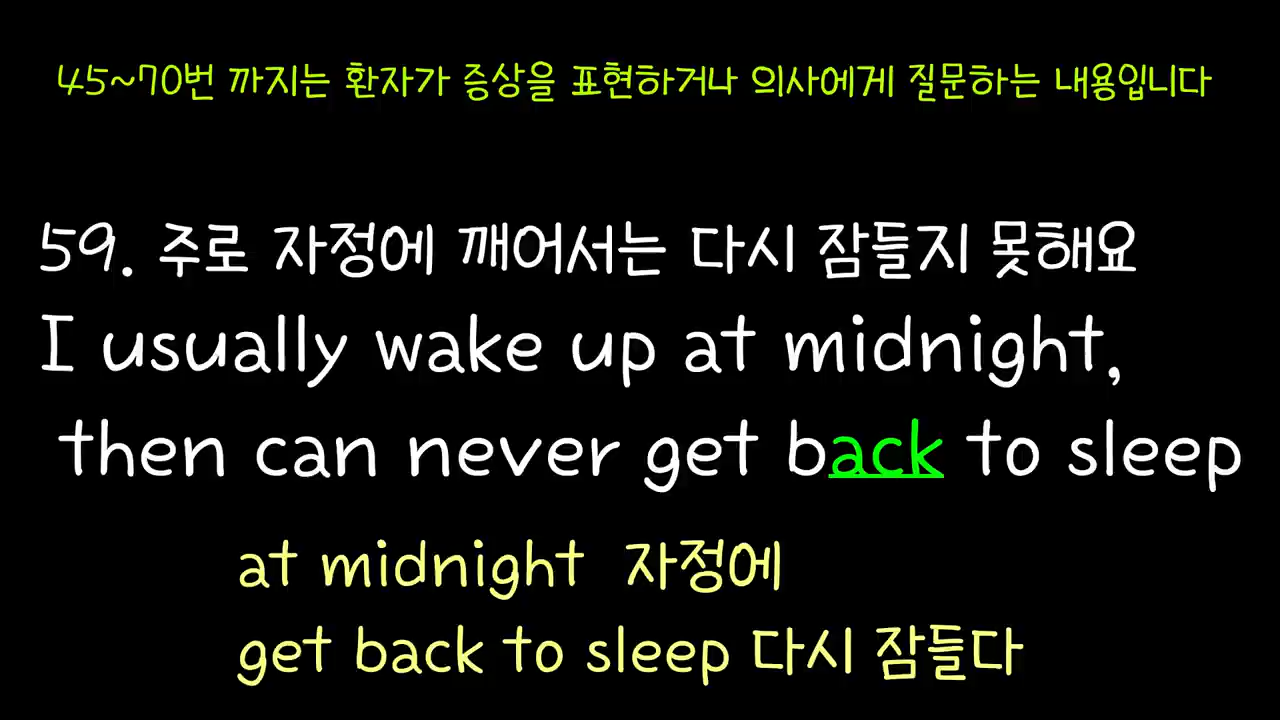 45~70번 까지는 환자가 증상을 표현하거나 의사에게 질문하는 내용입니다
59. 주로 자정에 깨어서는 다시 잠들지 못해요
I usually wake up at midnight,
then can never get back to sleep
at midnight 자정에
get back to sleep 다시 잠들다